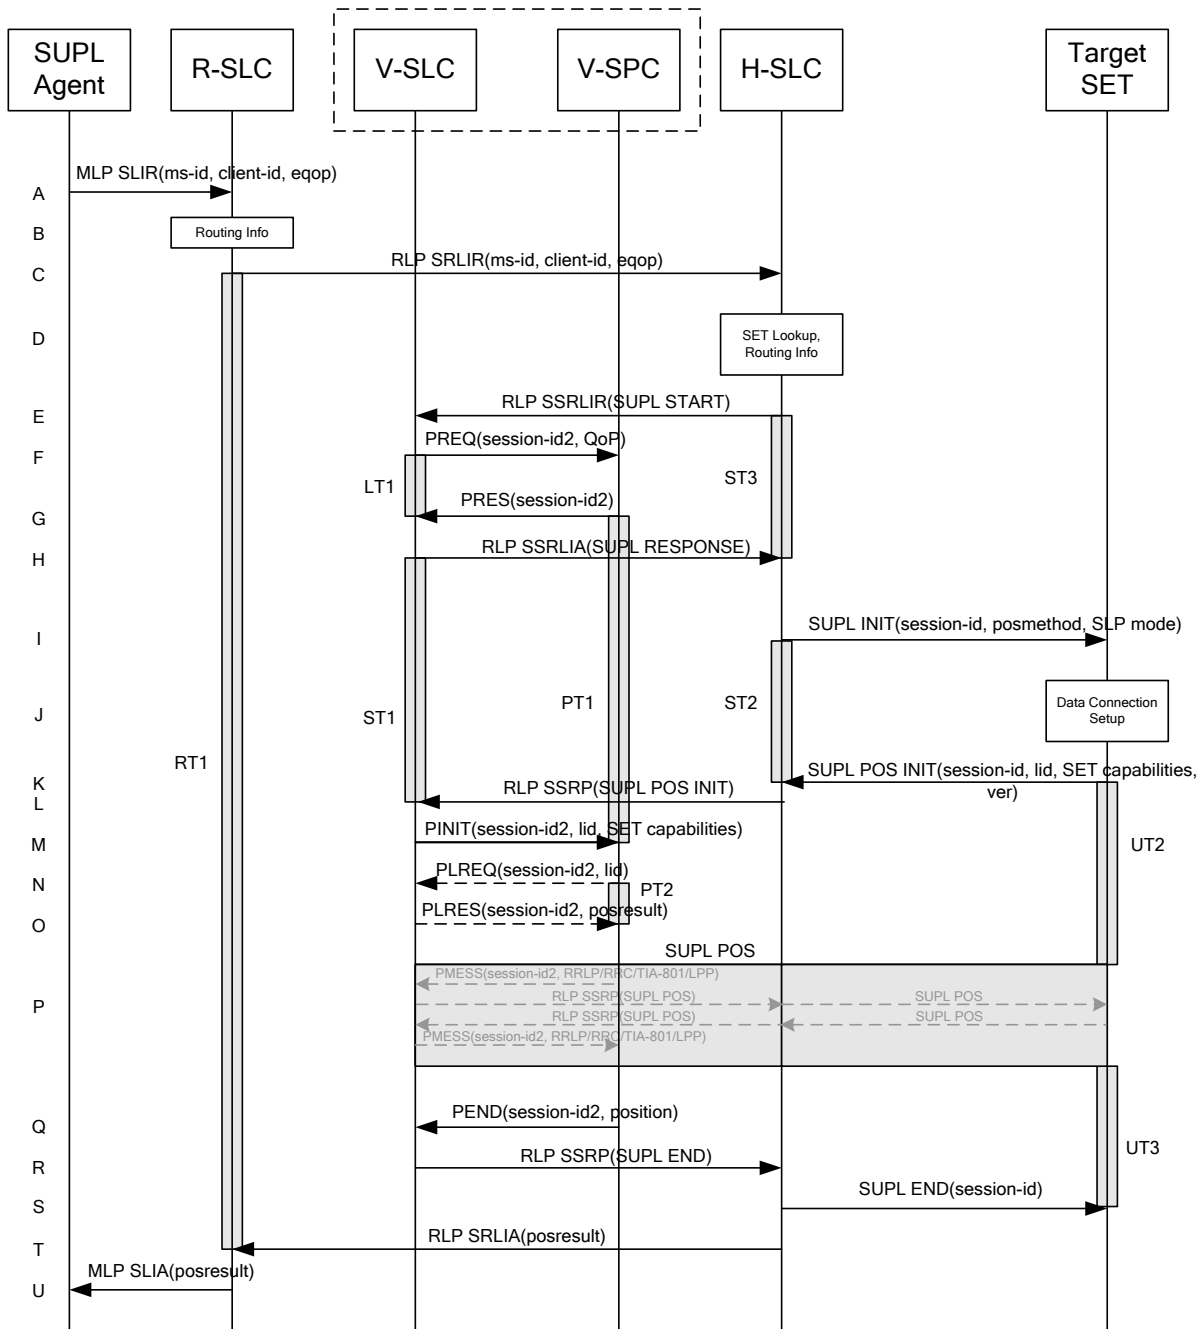 SUPL
Agent
R-SLC
V-SLC
V-SPC
H-SLC
Target
SET
A
MLP SLIR(ms-id, client-id, eqop)
B
Routing Info
C
RLP SRLIR(ms-id, client-id, eqop)
D
SET Lookup,
Routing Info
E
RLP SSRLIR(SUPL START)
F
PREQ(session-id2, QoP)
LT1
ST3
G
PRES(session-id2)
H
RLP SSRLIA(SUPL RESPONSE)
I
SUPL INIT(session-id, posmethod, SLP mode)
J
ST1
PT1
ST2
Data Connection
Setup
RT1
K
SUPL POS INIT(session-id, lid, SET capabilities,
ver)
L
RLP SSRP(SUPL POS INIT)
M
PINIT(session-id2, lid, SET capabilities)
UT2
N
PLREQ(session-id2, lid)
PT2
O
PLRES(session-id2, posresult)
SUPL POS
P
PMESS(session-id2, RRLP/RRC/TIA-801/LPP)
RLP SSRP(SUPL POS)
SUPL POS
RLP SSRP(SUPL POS)
SUPL POS
PMESS(session-id2, RRLP/RRC/TIA-801/LPP)
Q
PEND(session-id2, position)
UT3
R
RLP SSRP(SUPL END)
S
SUPL END(session-id)
T
RLP SRLIA(posresult)
U
MLP SLIA(posresult)